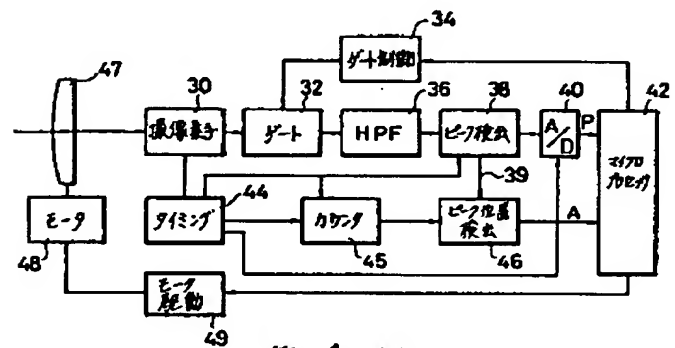 34
ゲート制御
47
30
32
36
38
40
42
撮像素子
ゲート
HPF
ピーク検出
A/D
P
マイクロプロセッサ
44
39
モータ
タイミング
カウンタ
ピーク位置検出
A
48
45
46
モータ駆動
49